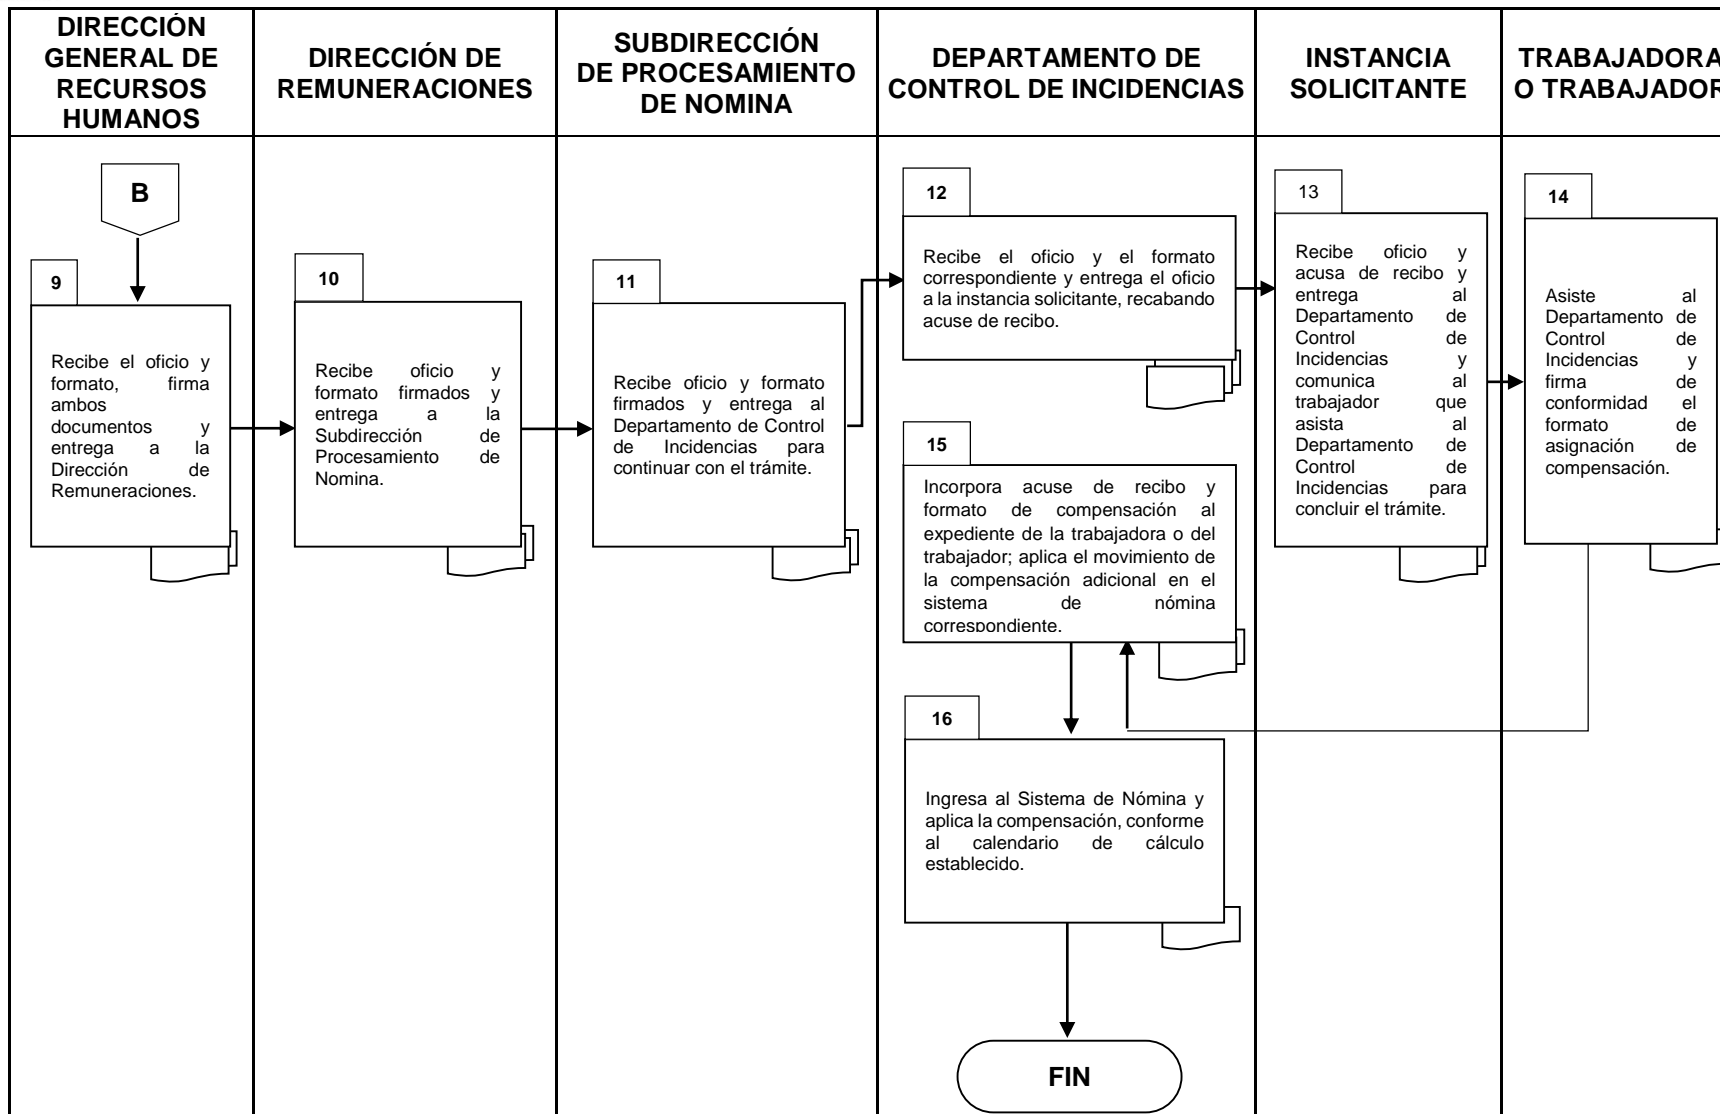 DIRECCIÓN
GENERAL DE
RECURSOS
HUMANOS
DIRECCIÓN DE
REMUNERACIONES
SUBDIRECCIÓN
DE PROCESAMIENTO
DE NOMINA
DEPARTAMENTO DE
CONTROL DE INCIDENCIAS
INSTANCIA
SOLICITANTE
TRABAJADORA
O TRABAJADOR
B
9
Recibe el oficio y
formato, firma
ambos
documentos y
entrega a la
Dirección de
Remuneraciones.
10
Recibe oficio y
formato firmados y
entrega a la
Subdirección de
Procesamiento de
Nomina.
11
Recibe oficio y formato
firmados y entrega al
Departamento de Control
de Incidencias para
continuar con el trámite.
12
Recibe el oficio y el formato
correspondiente y entrega el oficio
a la instancia solicitante, recabando
acuse de recibo.
13
Recibe oficio y
acusa de recibo y
entrega al
Departamento de
Control de
Incidencias y
comunica al
trabajador que
asista al
Departamento de
Control de
Incidencias para
concluir el trámite.
14
Asiste al
Departamento de
Control de
Incidencias y
firma de
conformidad el
formato de
asignación de
compensación.
15
Incorpora acuse de recibo y
formato de compensación al
expediente de la trabajadora o del
trabajador; aplica el movimiento de
la compensación adicional en el
sistema de nómina
correspondiente.
16
Ingresa al Sistema de Nómina y
aplica la compensación, conforme
al calendario de cálculo
establecido.
FIN